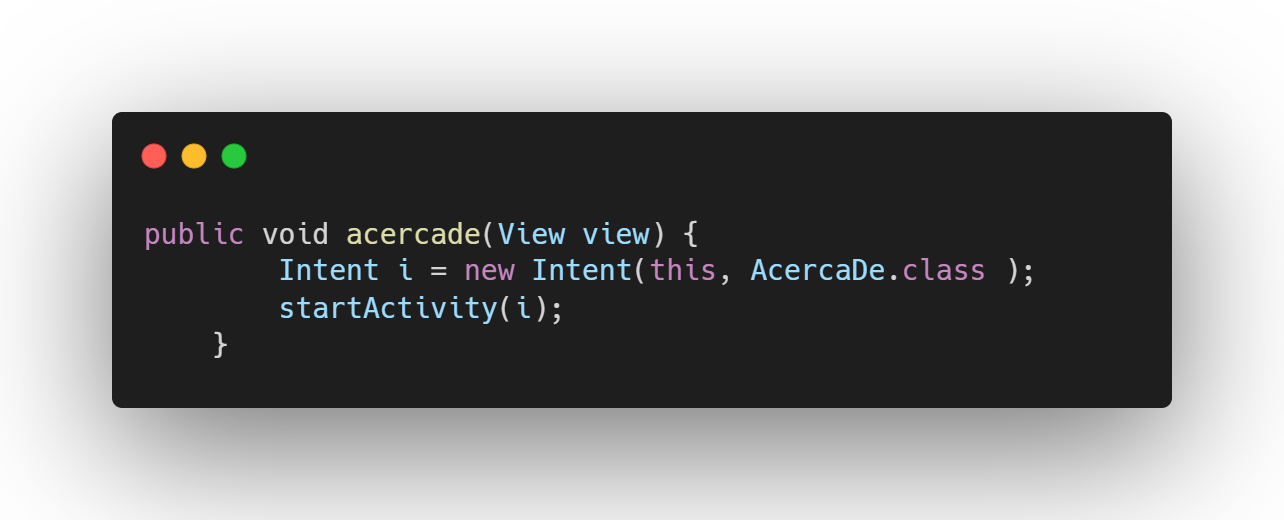 public void acercade(View view) {
        Intent i = new Intent(this, AcercaDe.class );
        startActivity(i);
    }